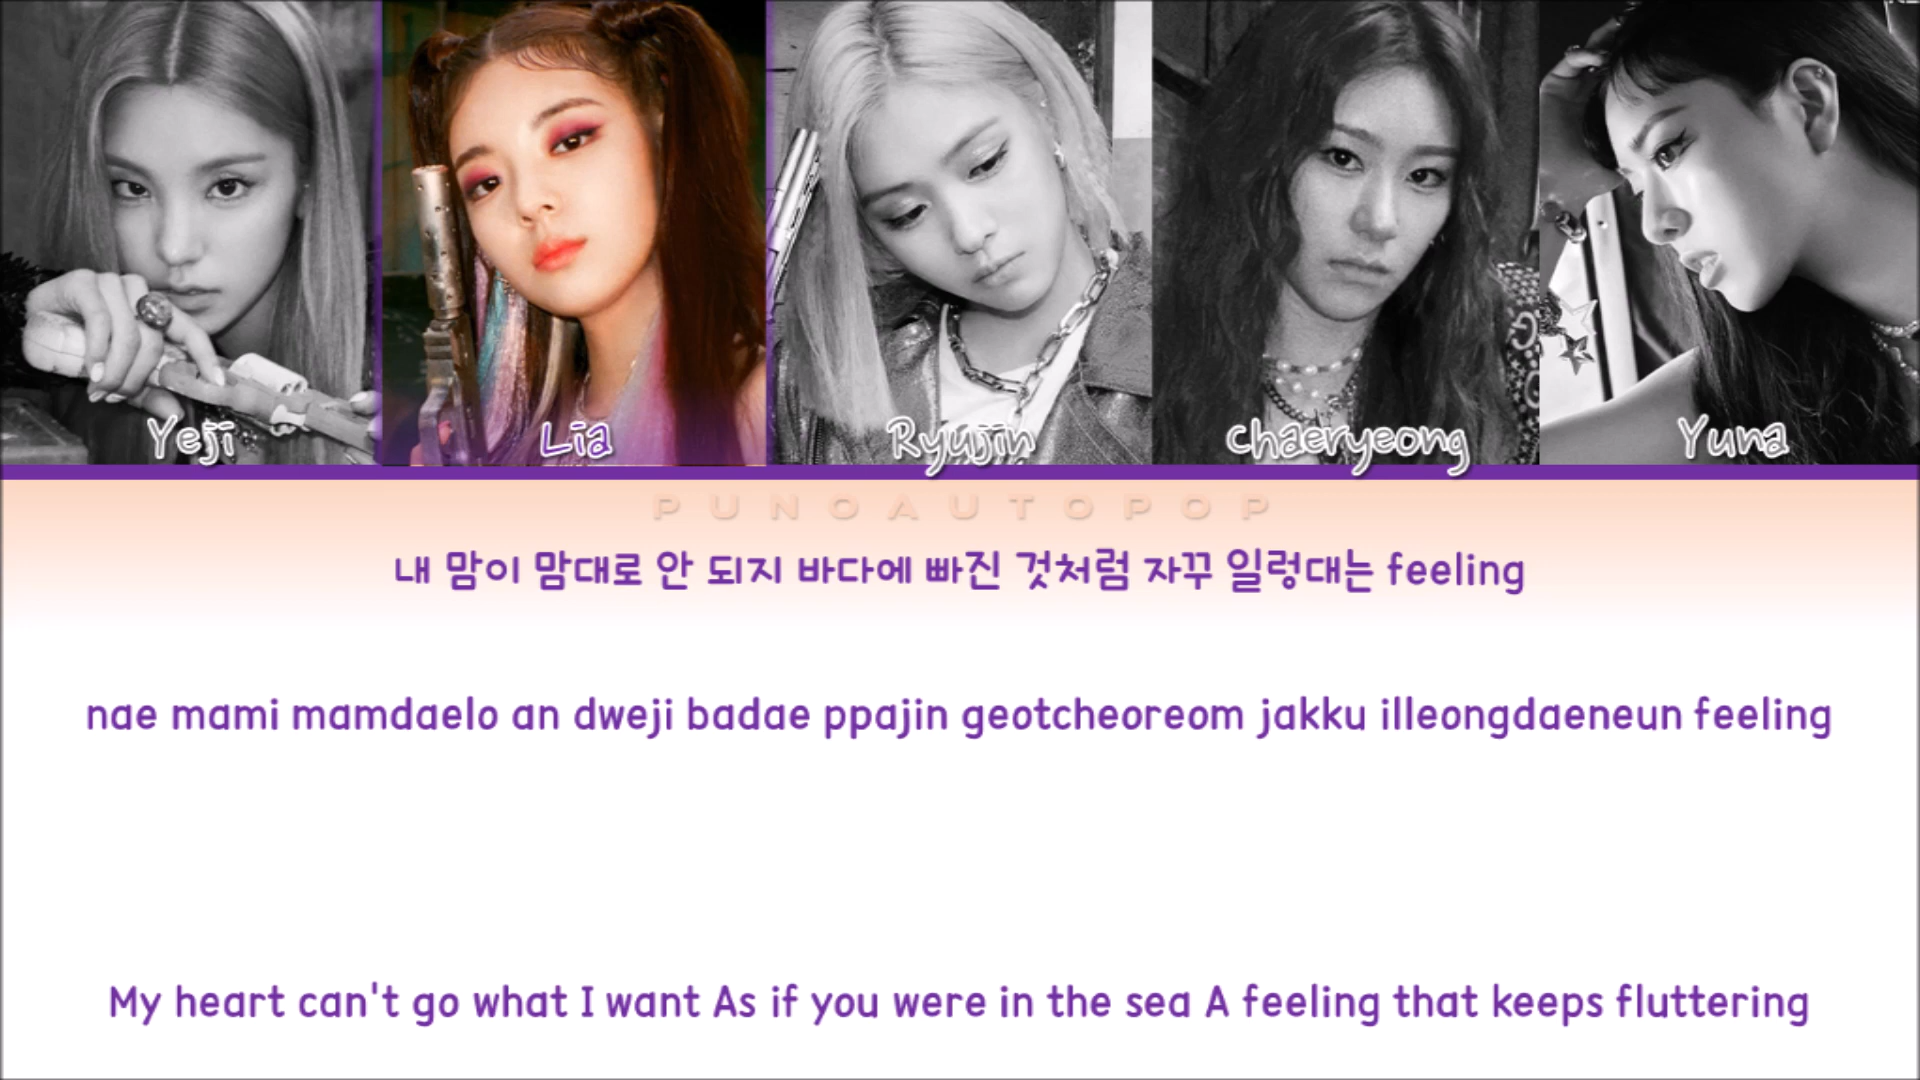 Yeji
Lia
Ryujin
Chaeryeong
Yuna
PUNOAUTOPOP
내 맘이 맘대로 안 되지 바다에 빠진 것처럼 자꾸 일렁대는 feeling
nae mami mamdaelo an dweji badae ppajin geotcheoreom jakku illeongdaeneun feeling
My heart can't go what I want As if you were in the sea A feeling that keeps fluttering